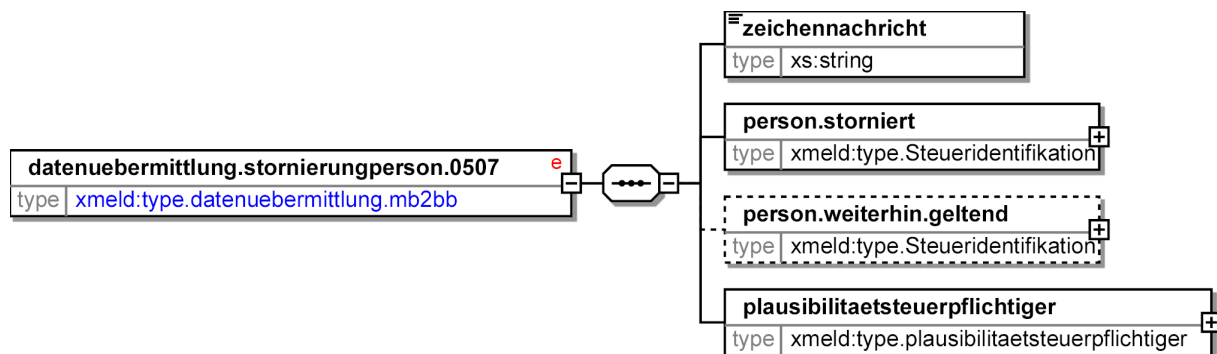 zeichennachricht
type xs:string
person.storniert
type xmeld:type.Steueridentifikation
datenuebermittlung.stornierungperson.0507 e
type xmeld:type.datenuebermittlung.mb2bb
person.weiterhin.geltend
type xmeld:type.Steueridentifikation
plausibilitaetsteuerpflichtiger
type xmeld:type.plausibilitaetsteuerpflichtiger